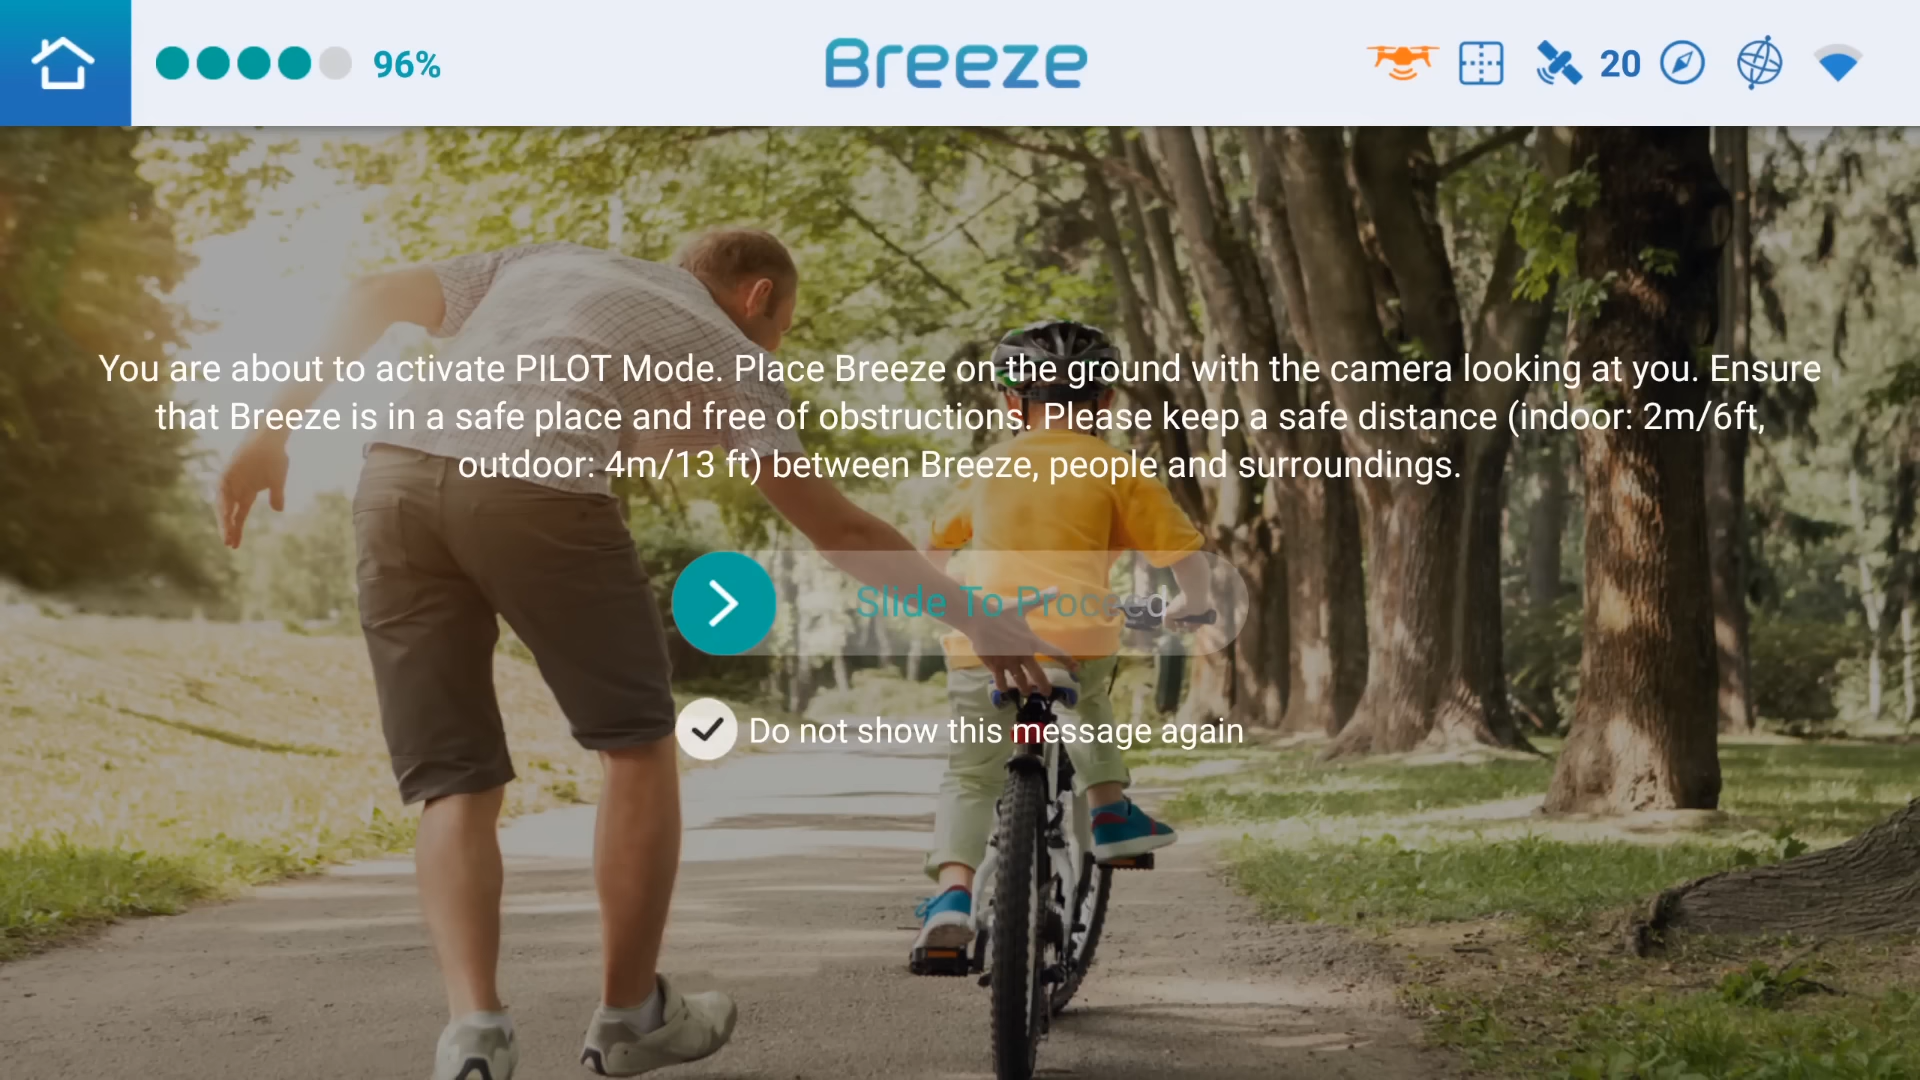 96%
Breeze
20
You are about to activate PILOT Mode. Place Breeze on the ground with the camera looking at you. Ensure
that Breeze is in a safe place and free of obstructions. Please keep a safe distance (indoor: 2m/6ft,
outdoor: 4m/13 ft) between Breeze, people and surroundings.
Slide To Proceed
Do not show this message again